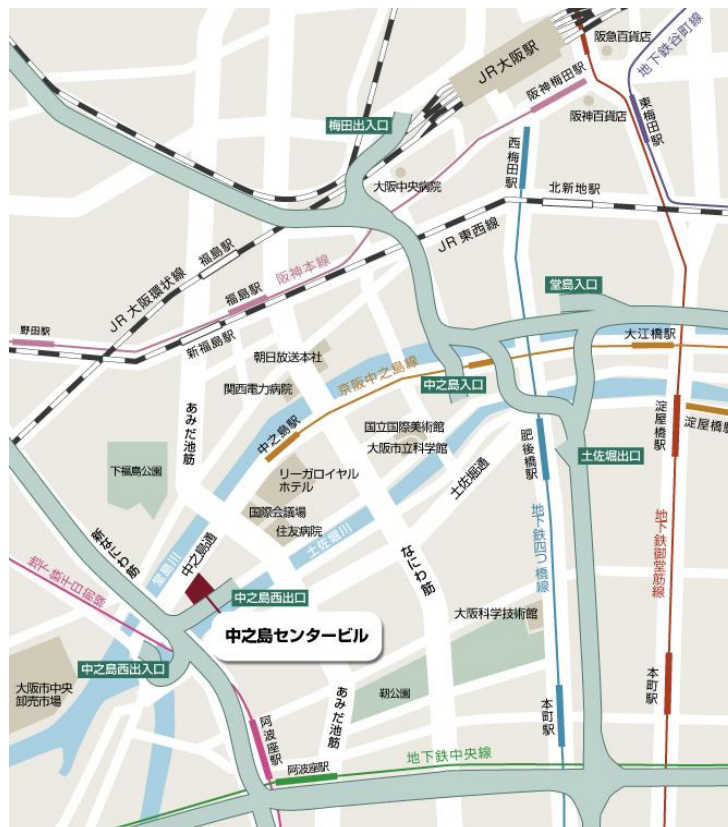 阪急百貨店
地下鉄谷町線
JR大阪駅
阪神梅田駅
阪神百貨店
東梅田駅
梅田出入口
西梅田駅
大阪中央病院
北新地駅
JR東西線
福島駅
JR大阪環状線
阪神本線
福島駅
新福島駅
野田駅
堂島入口
大江橋駅
朝日放送本社
関西電力病院
京阪中之島線
中之島入口
あみだ池筋
中之島駅
国立国際美術館
大阪市立科学館
肥後橋駅
淀屋橋駅
淀屋橋駅
土佐堀出口
下福島公園
リーガロイヤル
ホテル
土佐堀通
国際会議場
住友病院
新なにわ筋
堂島川
中之島通
土佐堀川
なにわ筋
地下鉄四つ橋線
地下鉄御堂筋線
地下鉄千日前線
中之島西出口
大阪科学技術館
中之島センタービル
中之島西出入口
大阪市中央
卸売市場
靭公園
あみだ池筋
本町駅
本町駅
阿波座駅
阿波座駅
地下鉄中央線